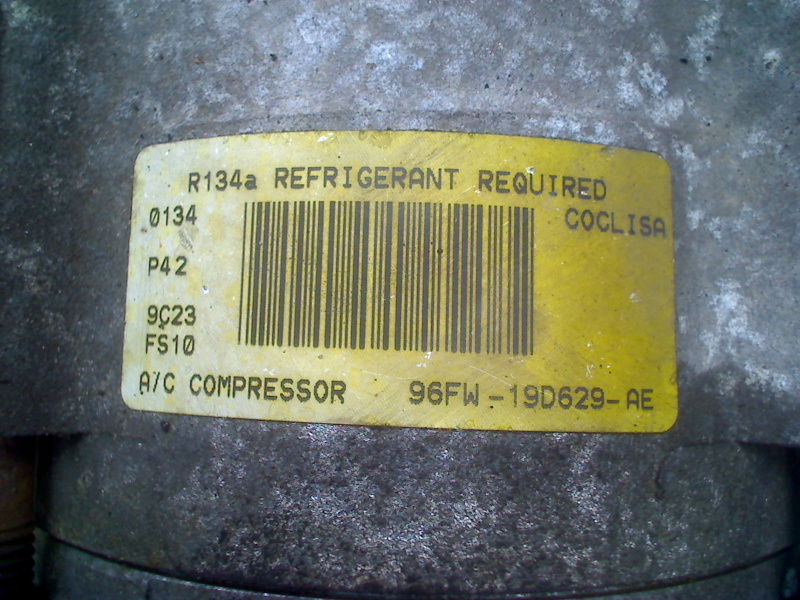 R134a REFRIGERANT REQUIRED
0134 COCLISA
P42
9C23
FS10
A/C COMPRESSOR 96FW-19D629-AE